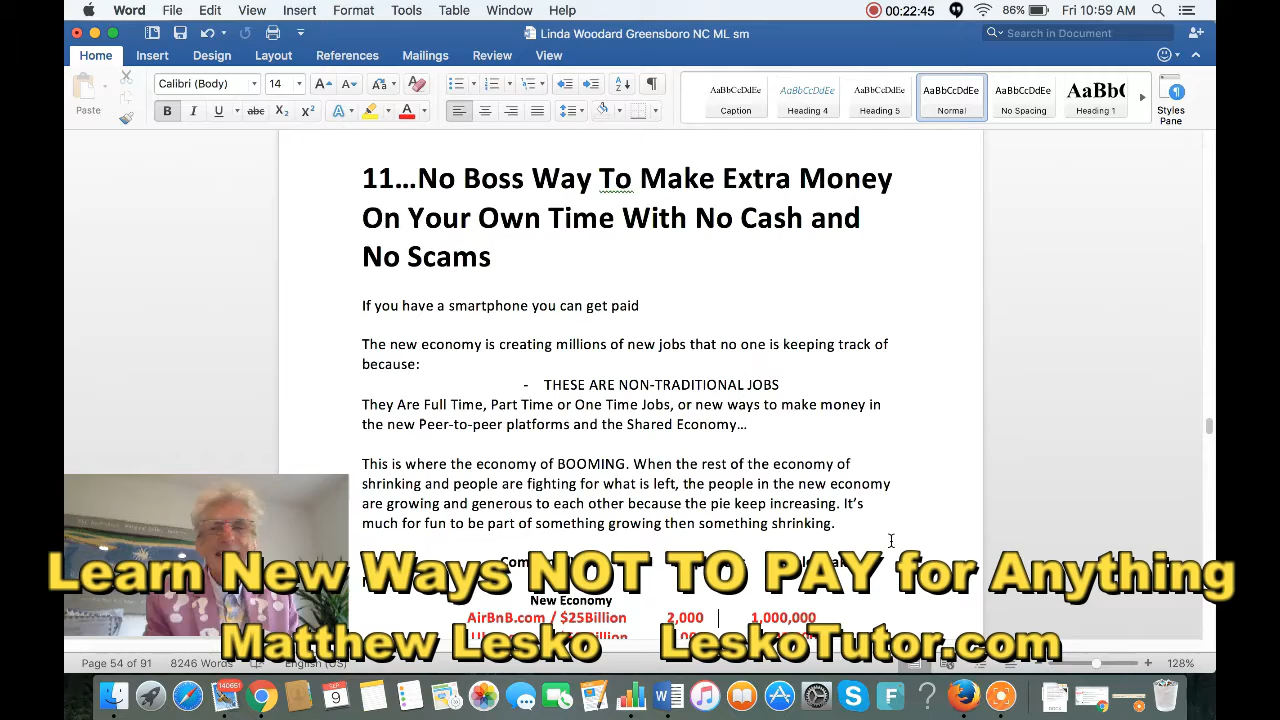 Word File Edit View Insert Format Tools Table Window Help 00:22:45 86% Fri 10:59 AM
Linda Woodard Greensboro NC ML sm
Search in Document
Home Insert Design Layout References Mailings Review View
Paste
Calibri (Body) 14
AaBbCcDdEe AaBbCcDdEe AaBbCcDdEe AaBbCcDdEe AaBbCcDdEe AaBbC
Caption Heading 4 Heading 5 Normal No Spacing Heading 1
Styles
Pane
11...No Boss Way To Make Extra Money
On Your Own Time With No Cash and
No Scams
If you have a smartphone you can get paid
The new economy is creating millions of new jobs that no one is keeping track of
because:
- THESE ARE NON-TRADITIONAL JOBS
They Are Full Time, Part Time or One Time Jobs, or new ways to make money in
the new Peer-to-peer platforms and the Shared Economy...
This is where the economy of BOOMING. When the rest of the economy of
shrinking and people are fighting for what is left, the people in the new economy
are growing and generous to each other because the pie keep increasing. It's
much for fun to be part of something growing then something shrinking.
Learn New Ways NOT TO PAY for Anything
New Economy
AirBnB.com / $25Billion 2,000 1,000,000
Matthew Lesko LeskoTutor.com
Page 54 of 91 8246 Words English (US) 128%